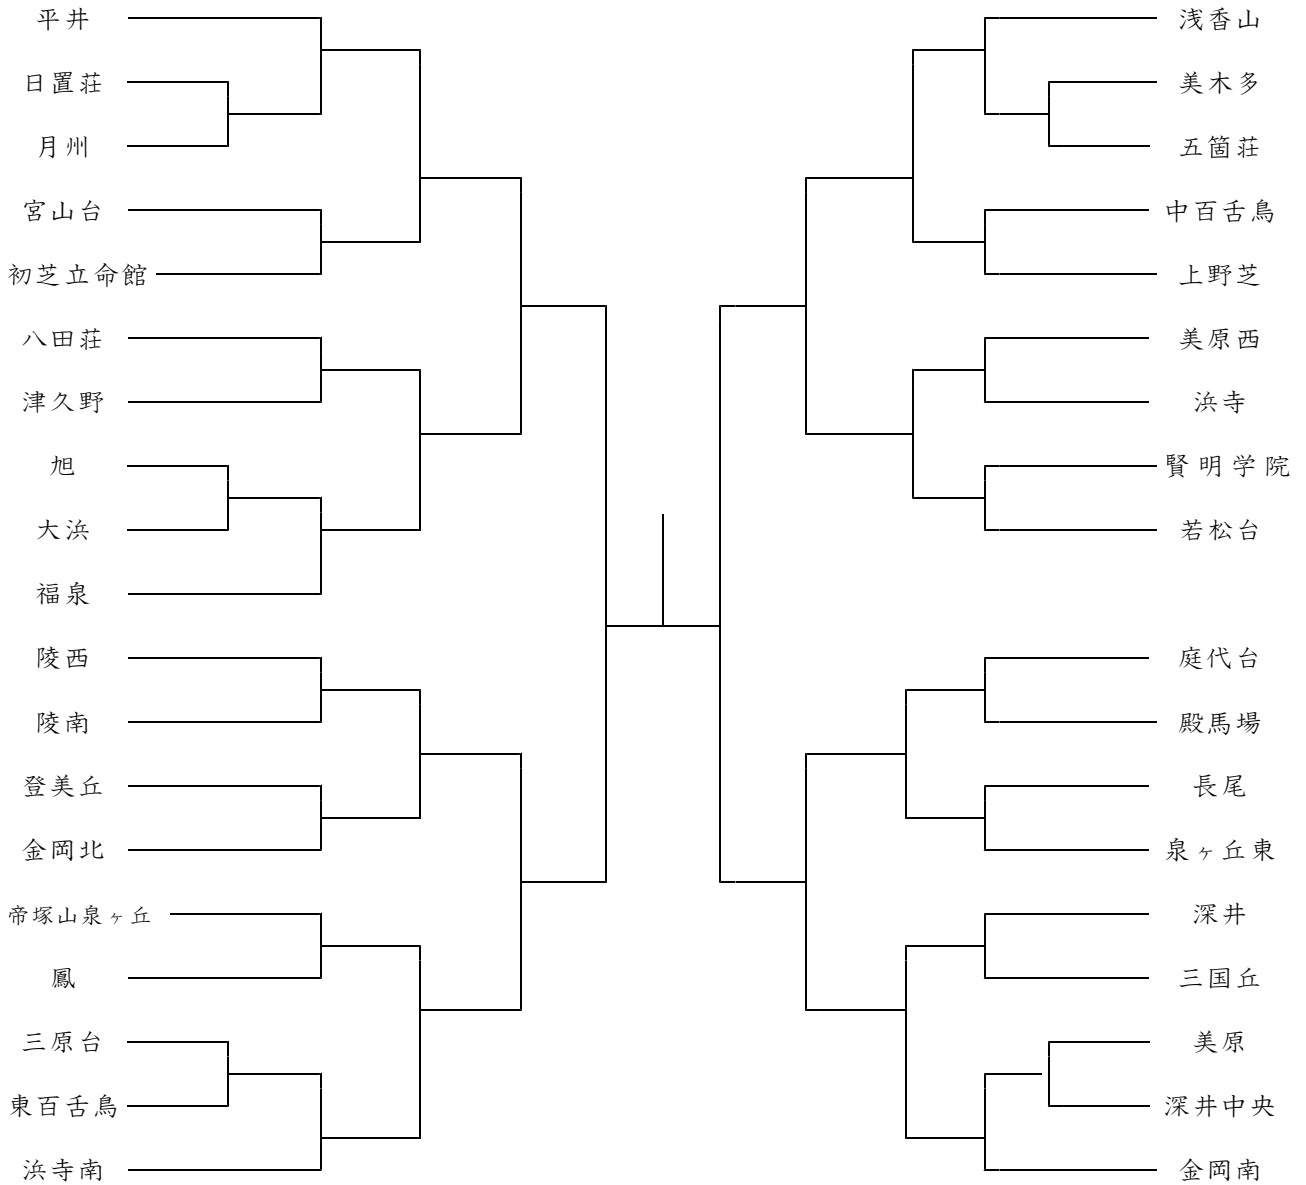 平井
日置荘
月州
宮山台
初芝立命館
八田荘
津久野
旭
大浜
福泉
陵西
陵南
登美丘
金岡北
帝塚山泉ヶ丘
鳳
三原台
東百舌鳥
浜寺南
浅香山
美木多
五箇荘
中百舌鳥
上野芝
美原西
浜寺
賢明学院
若松台
庭代台
殿馬場
長尾
泉ヶ丘東
深井
三国丘
美原
深井中央
金岡南